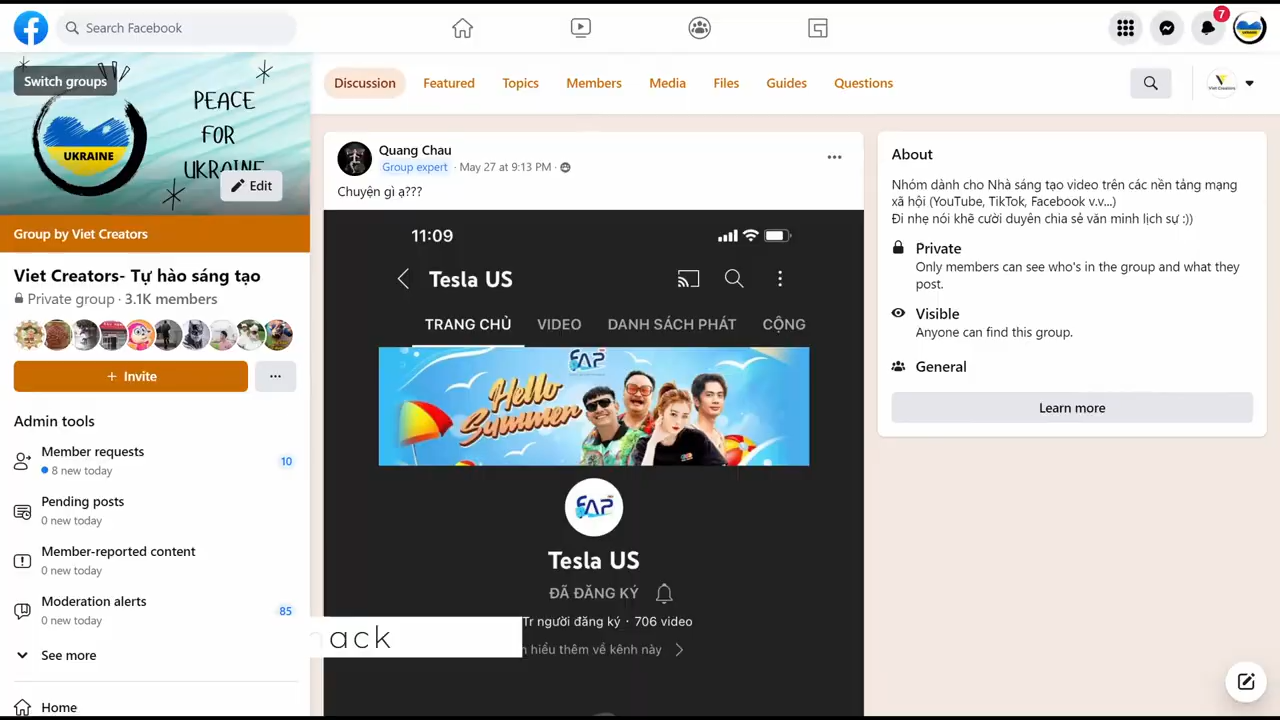 Search Facebook
7
Switch groups
PEACE
FOR
UKRAINE
UKRAINE
Edit
Group by Viet Creators
Viet Creators- Tự hào sáng tạo
Private group · 3.1K members
+ Invite
Admin tools
Member requests
8 new today
10
Pending posts
0 new today
Member-reported content
0 new today
Moderation alerts
0 new today
85
See more
Home
Discussion
Featured
Topics
Members
Media
Files
Guides
Questions
Quang Chau
Group expert · May 27 at 9:13 PM ·
Chuyện gì ạ???
11:09
Tesla US
TRANG CHỦ
VIDEO
DANH SÁCH PHÁT
CỘNG
FAP
Hello
Summer
FAP
Tesla US
ĐÃ ĐĂNG KÝ
Tr người đăng ký · 706 video
hiểu thêm về kênh này
hack
About
Nhóm dành cho Nhà sáng tạo video trên các nền tảng mạng
xã hội (YouTube, TikTok, Facebook v.v...)
Đi nhẹ nói khẽ cười duyên chia sẻ văn minh lịch sự :))
Private
Only members can see who's in the group and what they
post.
Visible
Anyone can find this group.
General
Learn more